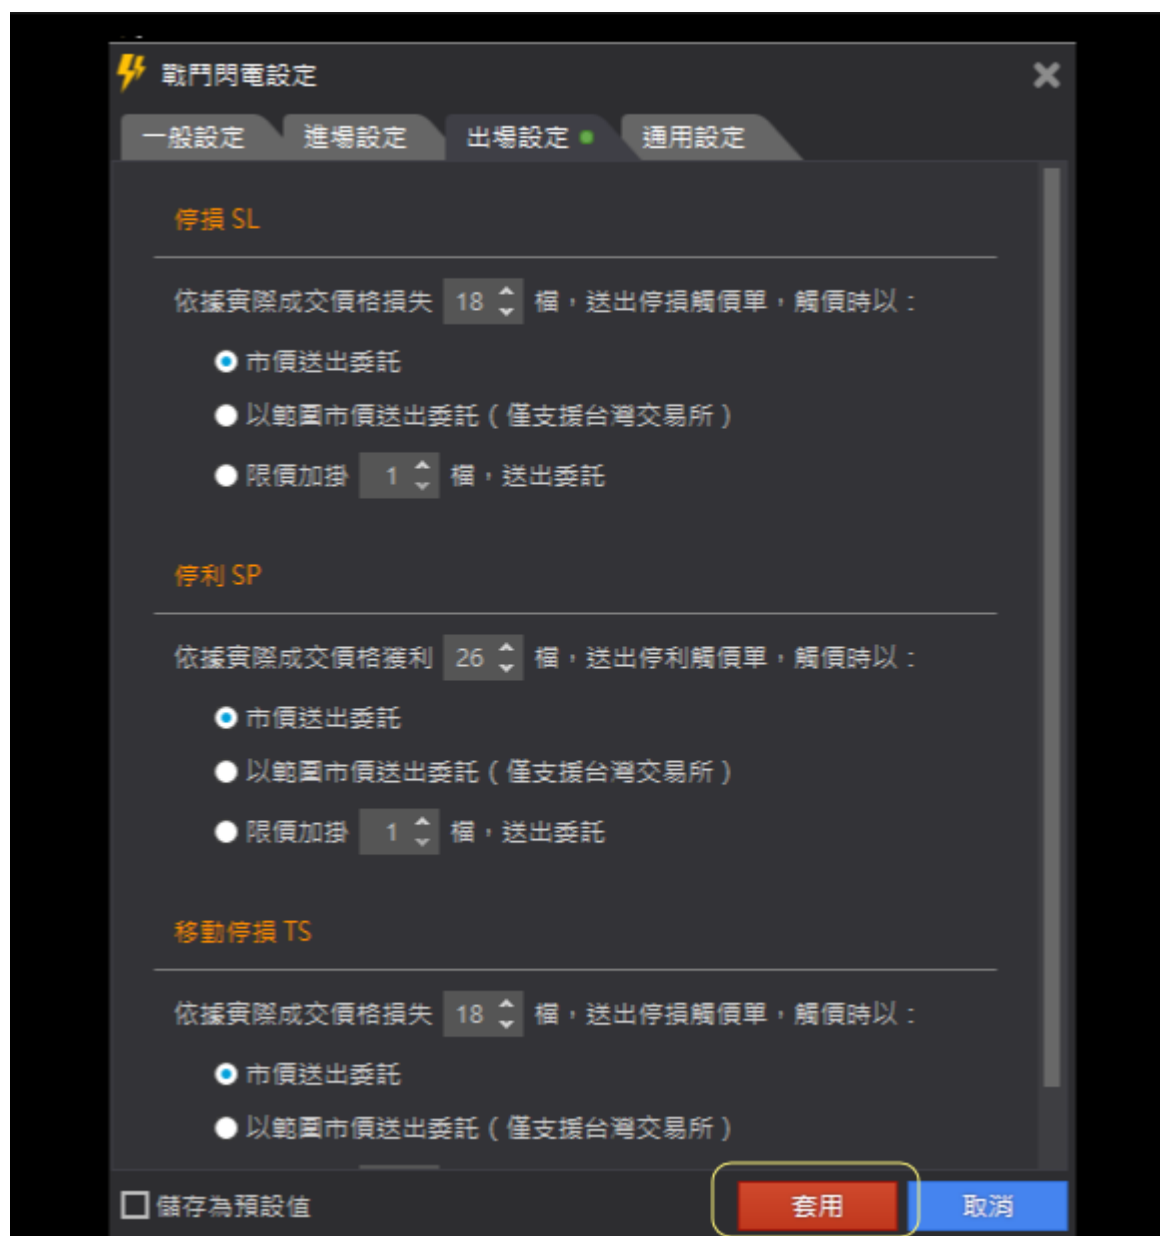 戰鬥閃電設定
一般設定 進場設定 出場設定 通用設定
停損 SL
依據實際成交價格損失 18 檔，送出停損觸價單，觸價時以：
市價送出委託
以範圍市價送出委託（僅支援台灣交易所）
限價加掛 1 檔，送出委託
停利 SP
依據實際成交價格獲利 26 檔，送出停利觸價單，觸價時以：
市價送出委託
以範圍市價送出委託（僅支援台灣交易所）
限價加掛 1 檔，送出委託
移動停損 TS
依據實際成交價格損失 18 檔，送出停損觸價單，觸價時以：
市價送出委託
以範圍市價送出委託（僅支援台灣交易所）
儲存為預設值 套用 取消